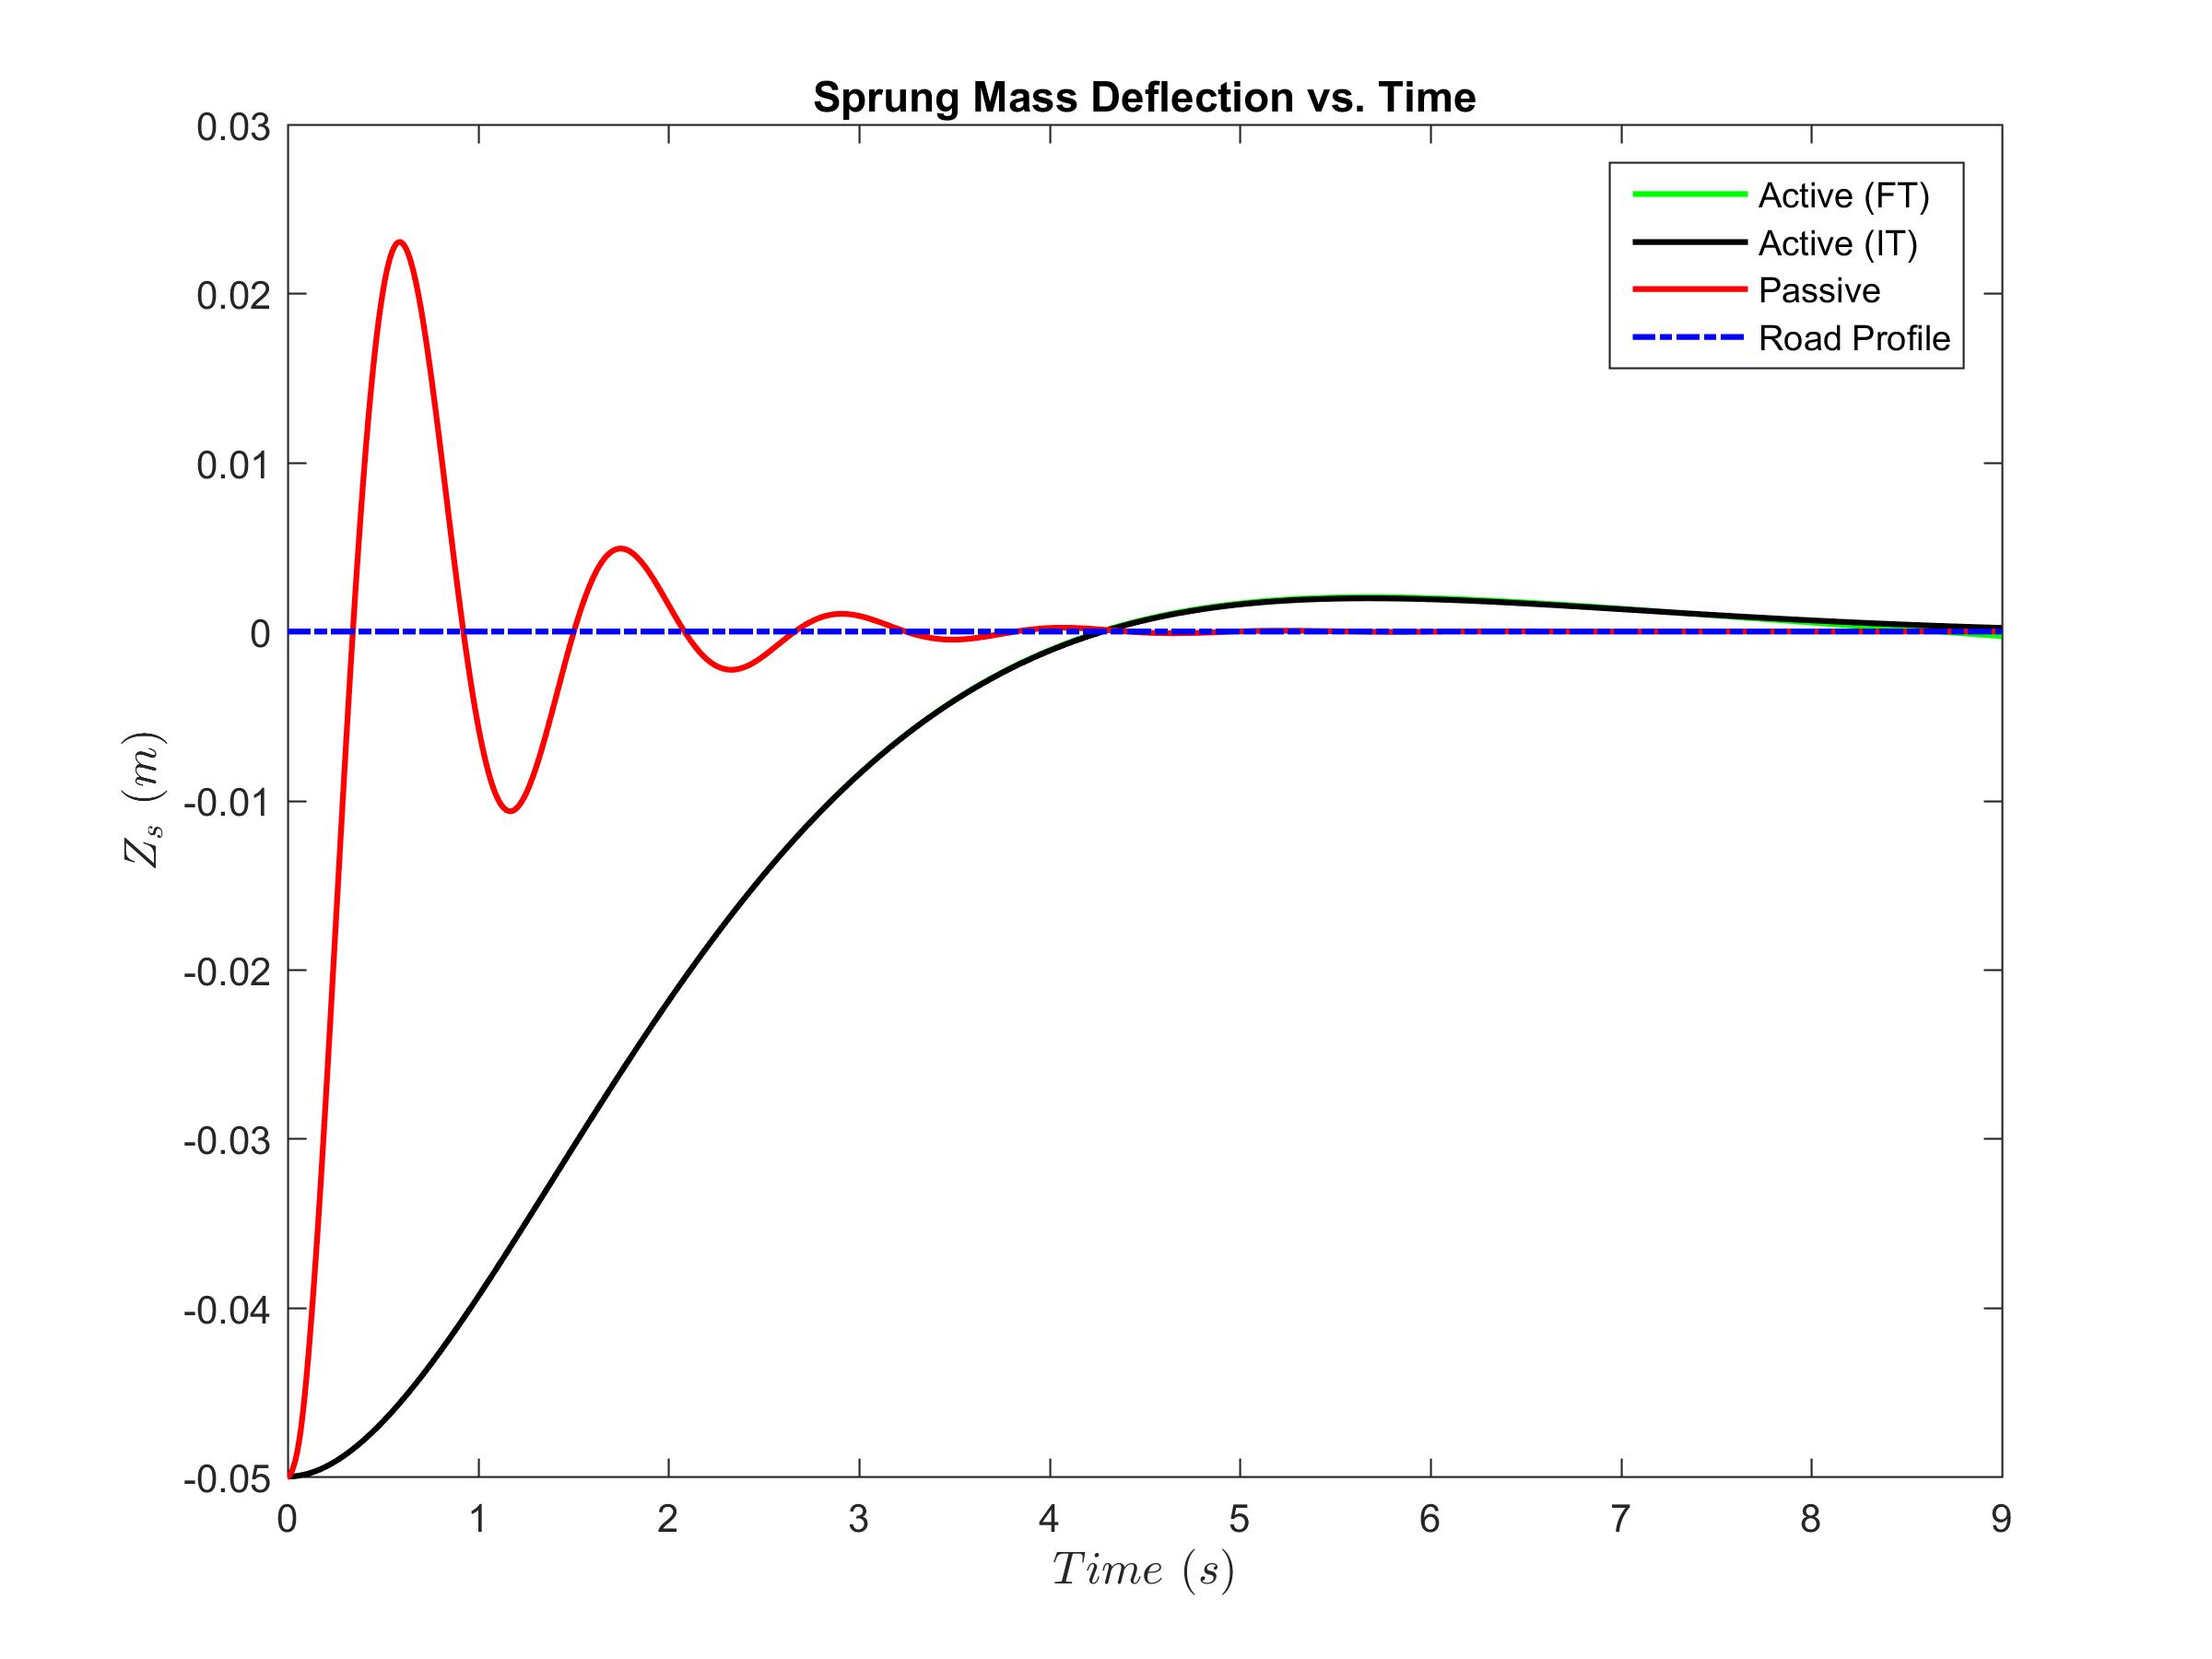 Sprung Mass Deflection vs. Time
0.03
0.02
0.01
0
-0.01
-0.02
-0.03
-0.04
-0.05
Z_s (m)
Active (FT)
Active (IT)
Passive
Road Profile
0 1 2 3 4 5 6 7 8 9
Time (s)